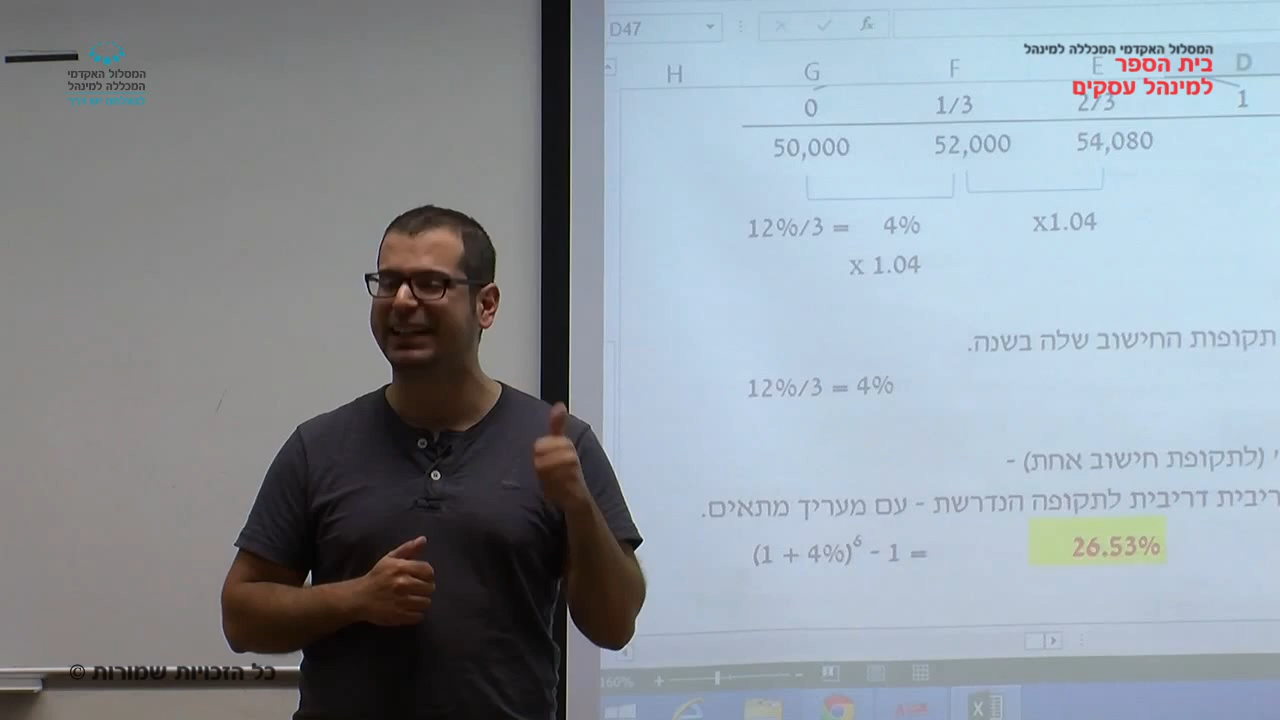 המסלול האקדמי
המכללה למינהל
המסלול האקדמי המכללה למינהל
בית הספר
למינהל עסקים
D47
fx
H G F E D
0 1/3 2/3 1
50,000 52,000 54,080
12%/3 = 4% x1.04
x 1.04
תקופות החישוב שלה בשנה.
12%/3 = 4%
(לתקופת חישוב אחת) -
ריבית דריבית לתקופה הנדרשת - עם מעריך מתאים.
(1 + 4%)⁶ - 1 = 26.53%
160%
כל הזכויות שמורות ©